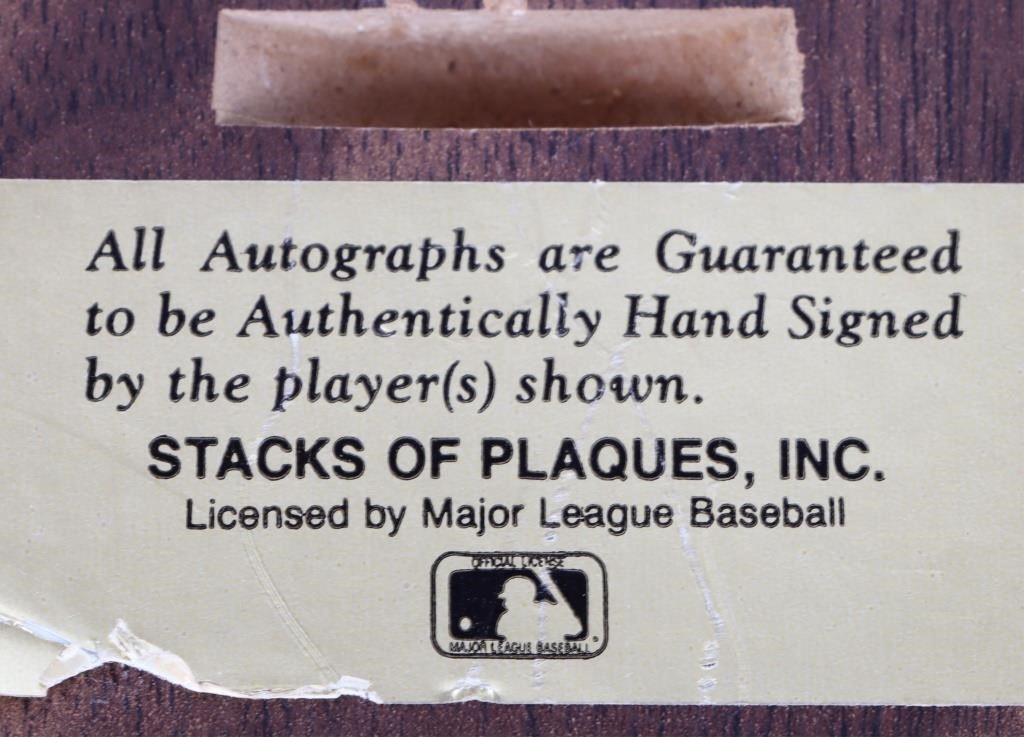 All Autographs are Guaranteed
to be Authentically Hand Signed
by the player(s) shown.
STACKS OF PLAQUES, INC.
Licensed by Major League Baseball
OFFICIAL LICENSE
MAJOR LEAGUE BASEBALL